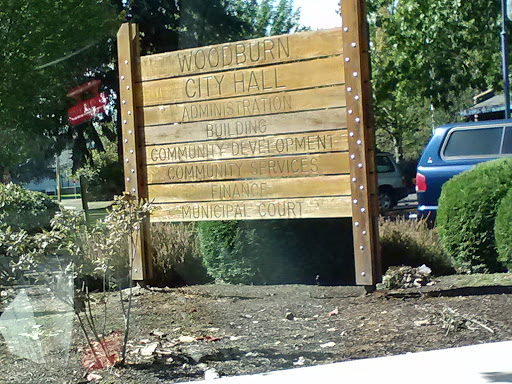 WOODBURN
CITY HALL
ADMINISTRATION
BUILDING
COMMUNITY DEVELOPMENT
COMMUNITY SERVICES
FINANCE
MUNICIPAL COURT